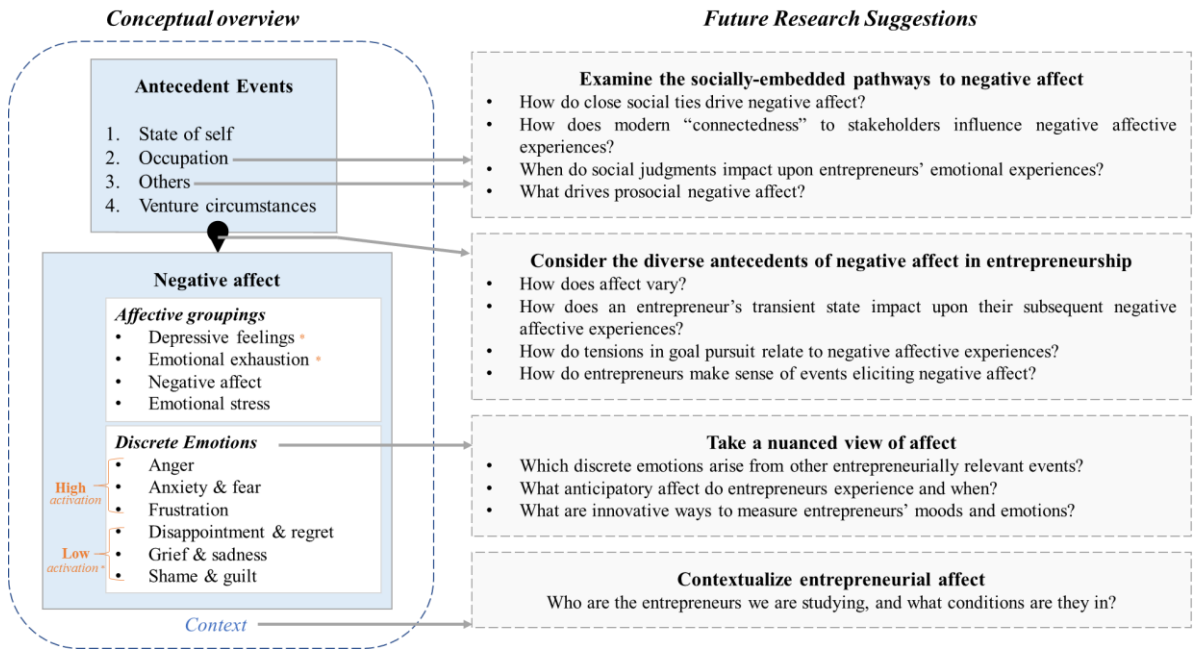 Conceptual overview
Antecedent Events
1. State of self
2. Occupation
3. Others
4. Venture circumstances
Negative affect
Affective groupings
• Depressive feelings *
• Emotional exhaustion *
• Negative affect
• Emotional stress
Discrete Emotions
• Anger
• Anxiety & fear
• Frustration
• Disappointment & regret
• Grief & sadness
• Shame & guilt
High
activation
Low
activation *
Context
Future Research Suggestions
Examine the socially-embedded pathways to negative affect
• How do close social ties drive negative affect?
• How does modern “connectedness” to stakeholders influence negative affective
experiences?
• When do social judgments impact upon entrepreneurs’ emotional experiences?
• What drives prosocial negative affect?
Consider the diverse antecedents of negative affect in entrepreneurship
• How does affect vary?
• How does an entrepreneur’s transient state impact upon their subsequent negative
affective experiences?
• How do tensions in goal pursuit relate to negative affective experiences?
• How do entrepreneurs make sense of events eliciting negative affect?
Take a nuanced view of affect
• Which discrete emotions arise from other entrepreneurially relevant events?
• What anticipatory affect do entrepreneurs experience and when?
• What are innovative ways to measure entrepreneurs’ moods and emotions?
Contextualize entrepreneurial affect
Who are the entrepreneurs we are studying, and what conditions are they in?